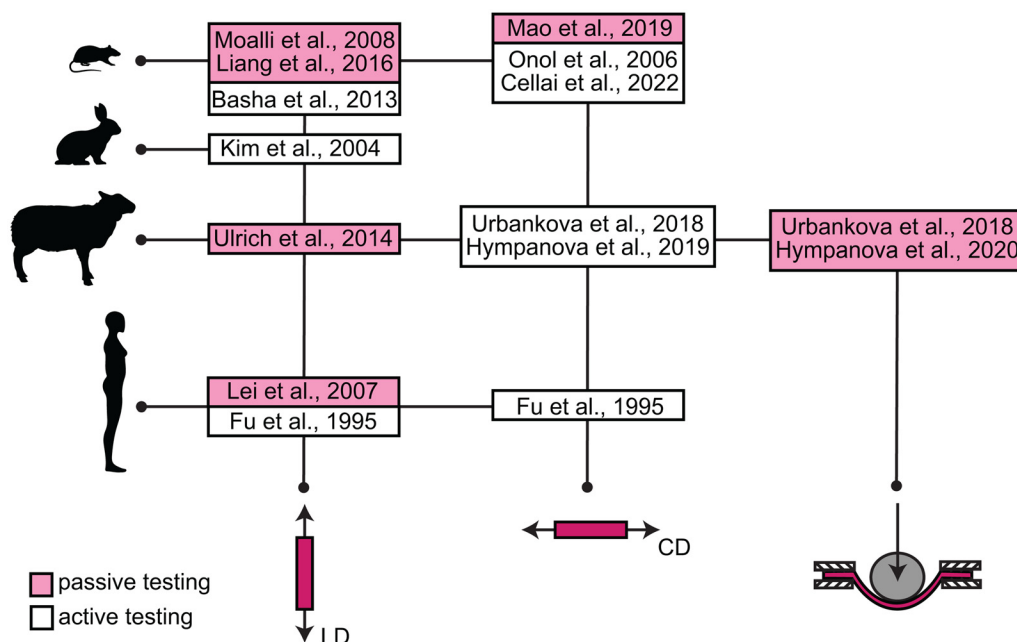 Moalli et al., 2008
Liang et al., 2016
Basha et al., 2013
Mao et al., 2019
Onol et al., 2006
Cellai et al., 2022
Kim et al., 2004
Ulrich et al., 2014
Urbankova et al., 2018
Hympanova et al., 2019
Urbankova et al., 2018
Hympanova et al., 2020
Lei et al., 2007
Fu et al., 1995
Fu et al., 1995
CD
passive testing
active testing
LD